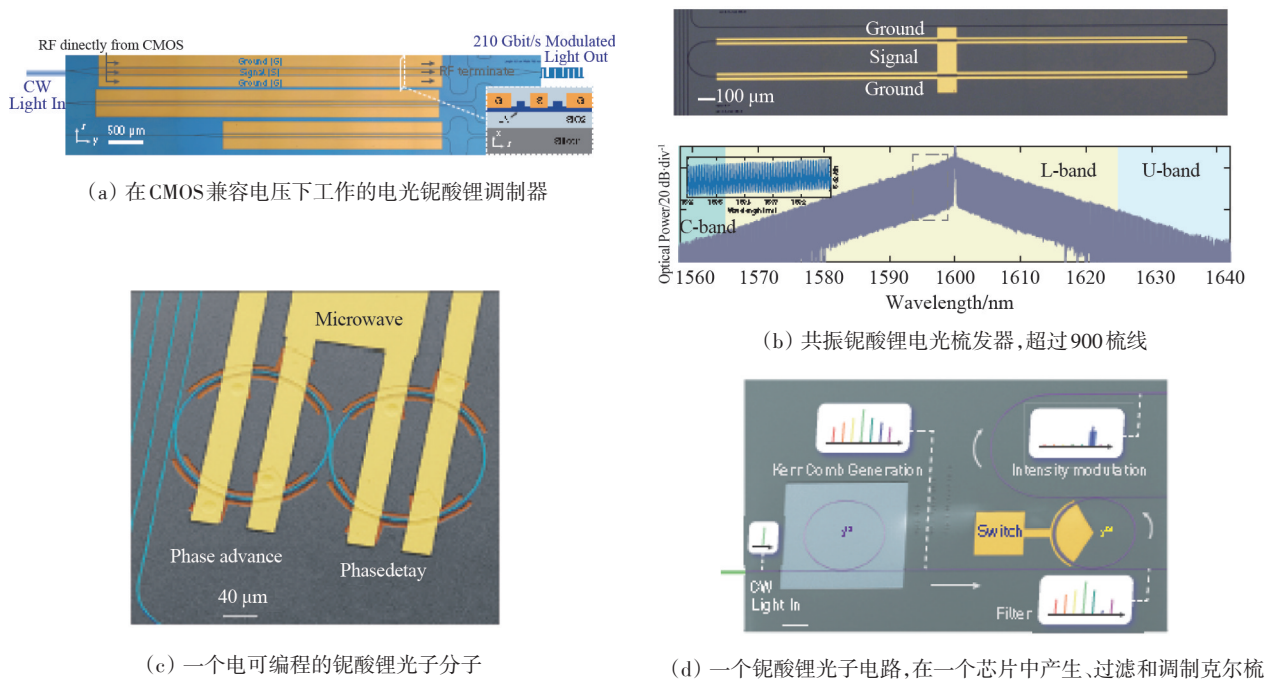 RF dinectly from CMOS
210 Gbit/s Modulated
Light Out
Ground (G)
Signal (S)
Ground (G)
RF terminate
CW
Light In
500 μm
G S G
SiO2
Silicon
(a) 在CMOS兼容电压下工作的电光铌酸锂调制器
Ground
Signal
Ground
100 μm
Optical Power/20 dB·div-1
C-band
L-band
U-band
1560 1570 1580 1590 1600 1610 1620 1630 1640
Wavelength/nm
(b) 共振铌酸锂电光梳发器,超过900梳线
Microwave
Phase advance
Phasedetay
40 μm
(c) 一个电可编程的铌酸锂光子分子
Kerr Comb Generation
Intensity modulation
Switch
CW
Light In
Filter
(d) 一个铌酸锂光子电路,在一个芯片中产生、过滤和调制克尔梳